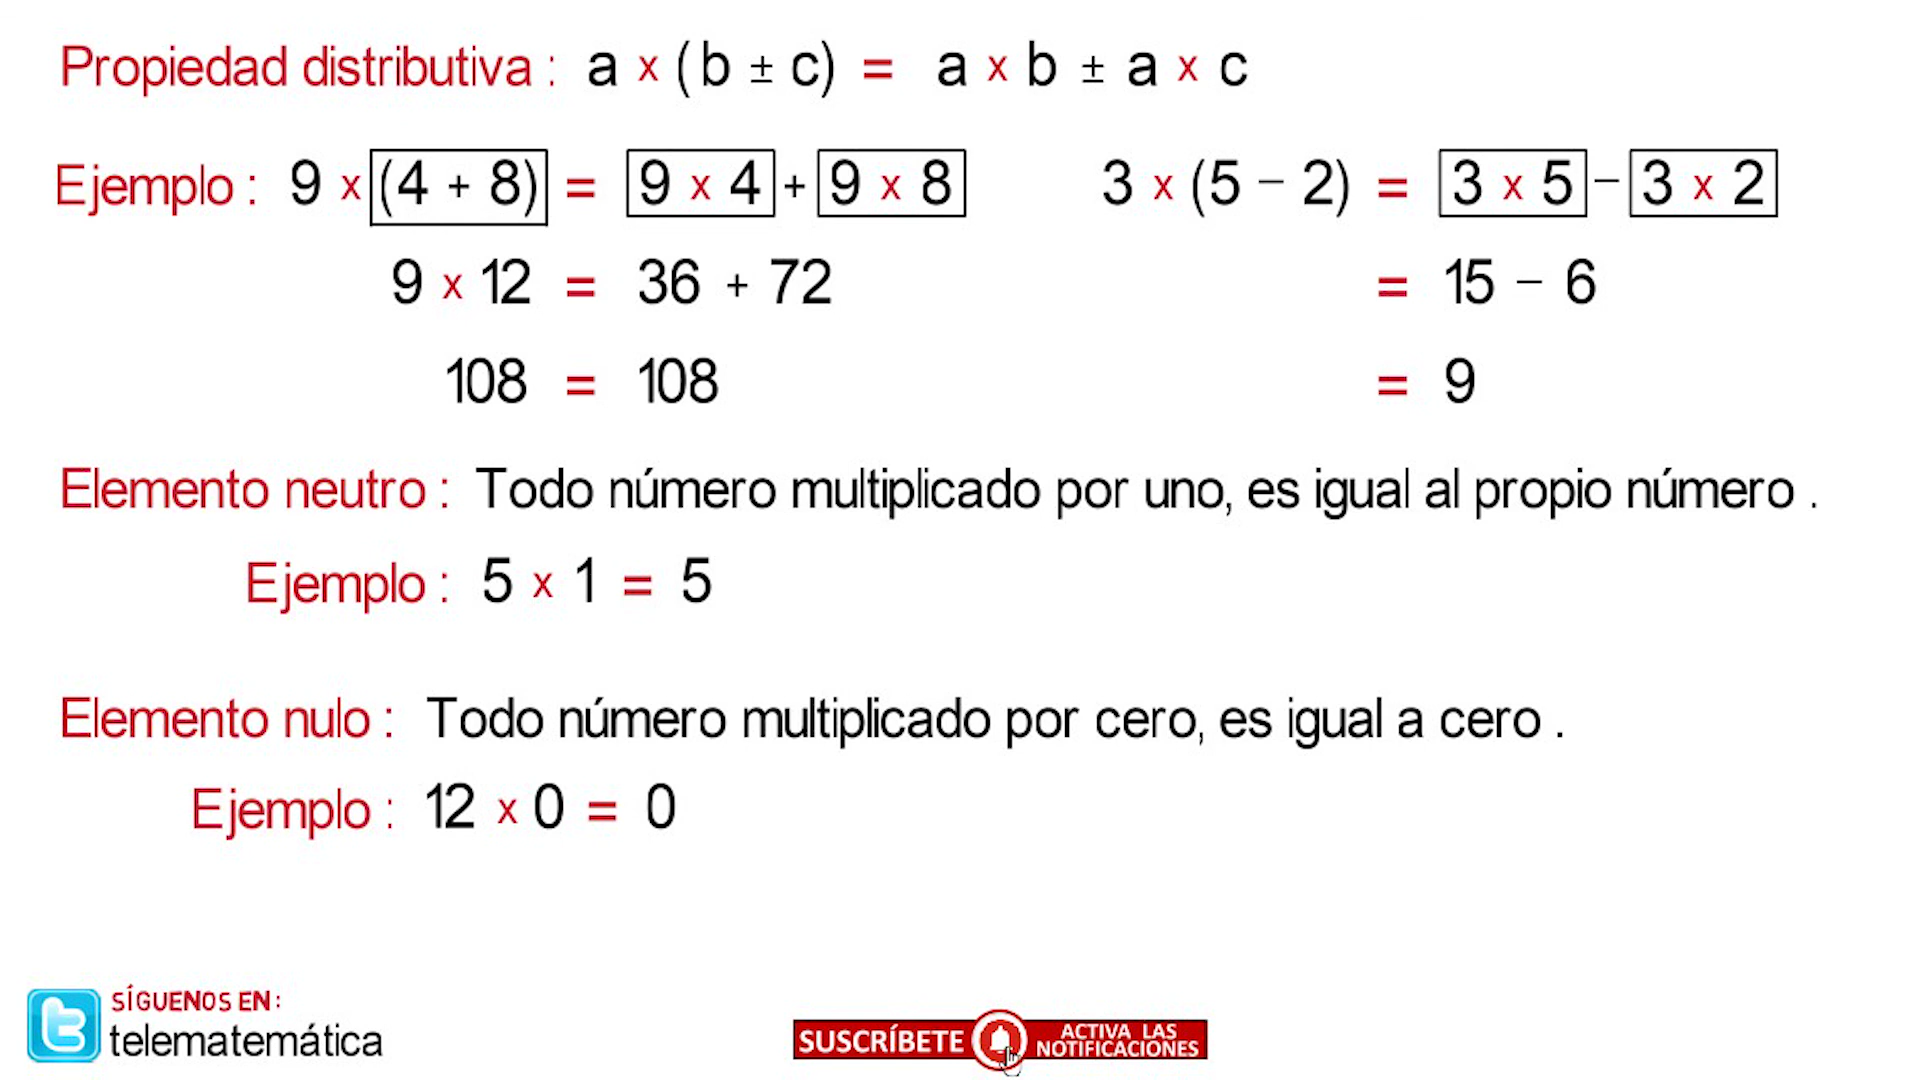 Propiedad distributiva : a x (b ± c) = a x b ± a x c
Ejemplo : 9 x (4 + 8) = 9 x 4 + 9 x 8 3 x (5 − 2) = 3 x 5 − 3 x 2
9 x 12 = 36 + 72 = 15 − 6
108 = 108 = 9
Elemento neutro : Todo número multiplicado por uno, es igual al propio número .
Ejemplo : 5 x 1 = 5
Elemento nulo : Todo número multiplicado por cero, es igual a cero .
Ejemplo : 12 x 0 = 0
SÍGUENOS EN :
telematemática
SUSCRÍBETE
ACTIVA LAS
NOTIFICACIONES